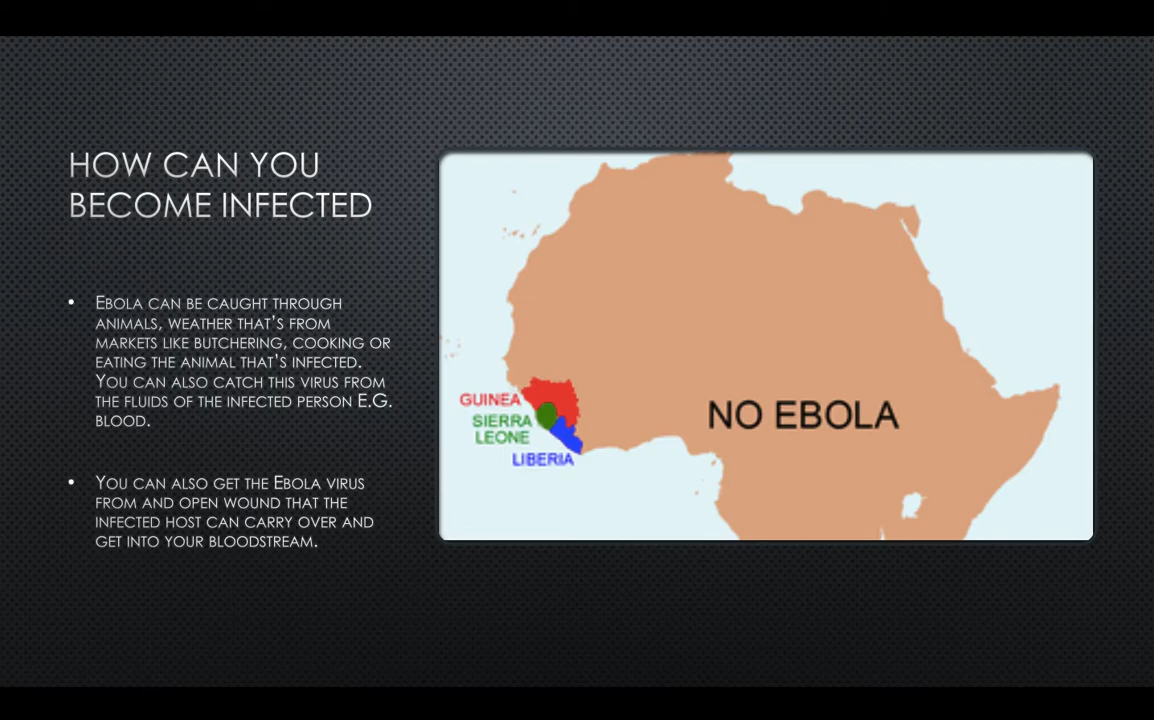 HOW CAN YOU
BECOME INFECTED
EBOLA CAN BE CAUGHT THROUGH
ANIMALS, WEATHER THAT'S FROM
MARKETS LIKE BUTCHERING, COOKING OR
EATING THE ANIMAL THAT'S INFECTED.
YOU CAN ALSO CATCH THIS VIRUS FROM
THE FLUIDS OF THE INFECTED PERSON E.G.
BLOOD.
YOU CAN ALSO GET THE EBOLA VIRUS
FROM AND OPEN WOUND THAT THE
INFECTED HOST CAN CARRY OVER AND
GET INTO YOUR BLOODSTREAM.
GUINEA
SIERRA
LEONE
LIBERIA
NO EBOLA